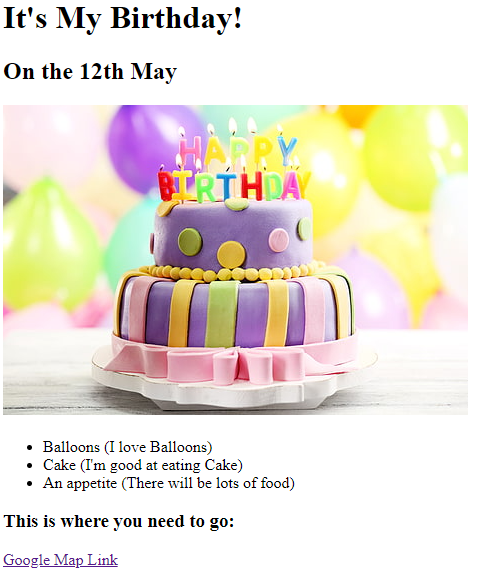 It's My Birthday!
On the 12th May
HAPPY
BIRTHDAY
Balloons (I love Balloons)
Cake (I'm good at eating Cake)
An appetite (There will be lots of food)
This is where you need to go:
Google Map Link